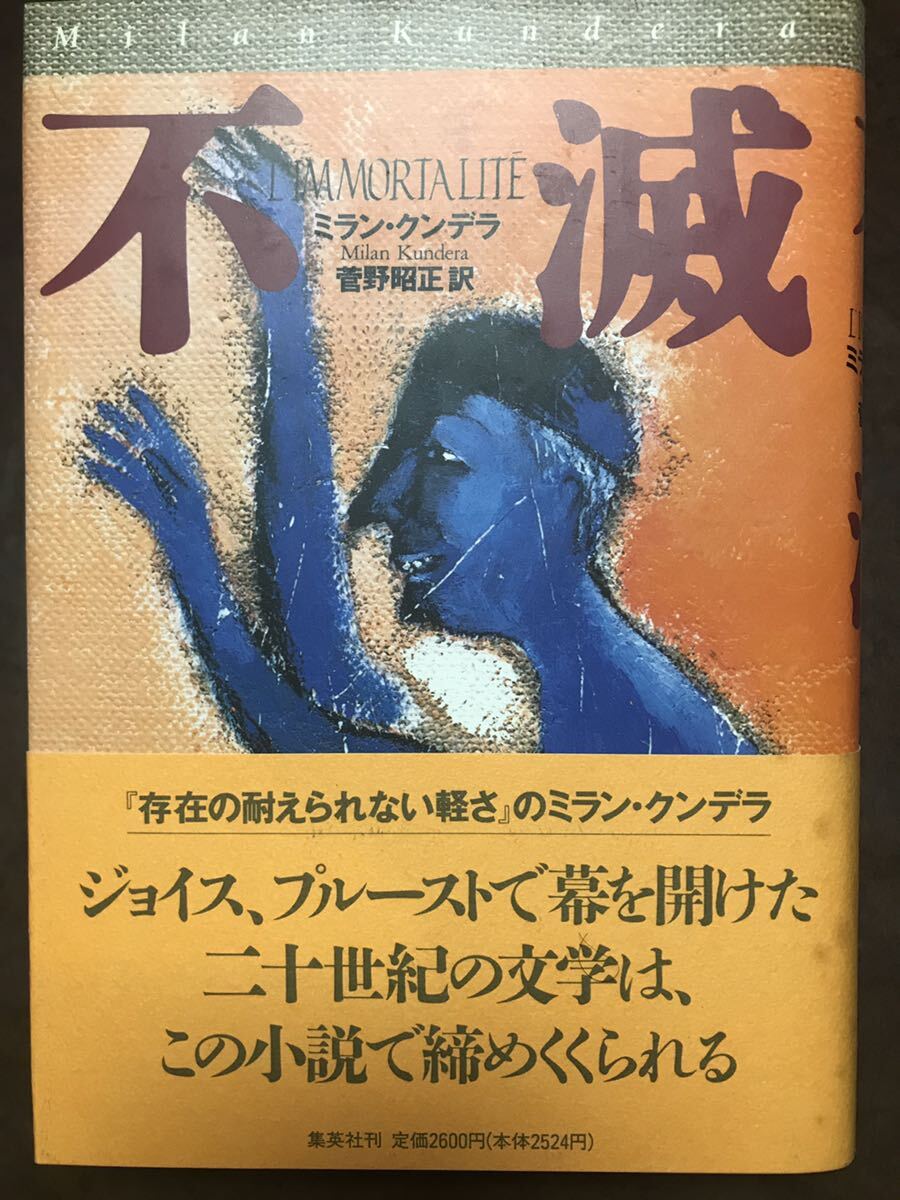 Milan Kundera
不滅
L'IMMORTALITÉ
ミラン・クンデラ
Milan Kundera
菅野昭正 訳
『存在の耐えられない軽さ』のミラン・クンデラ
ジョイス、プルーストで幕を開けた
二十世紀の文学は、
この小説で締めくくられる
集英社刊 定価2600円(本体2524円)